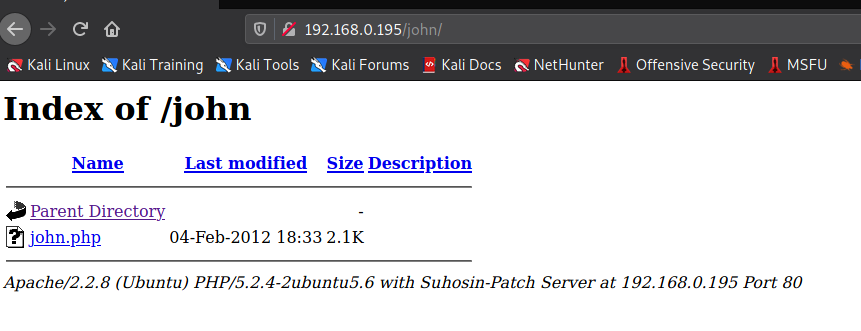 192.168.0.195/john/
Kali Linux Kali Training Kali Tools Kali Forums Kali Docs NetHunter Offensive Security MSFU
Index of /john
Name Last modified Size Description
Parent Directory -
john.php 04-Feb-2012 18:33 2.1K
Apache/2.2.8 (Ubuntu) PHP/5.2.4-2ubuntu5.6 with Suhosin-Patch Server at 192.168.0.195 Port 80